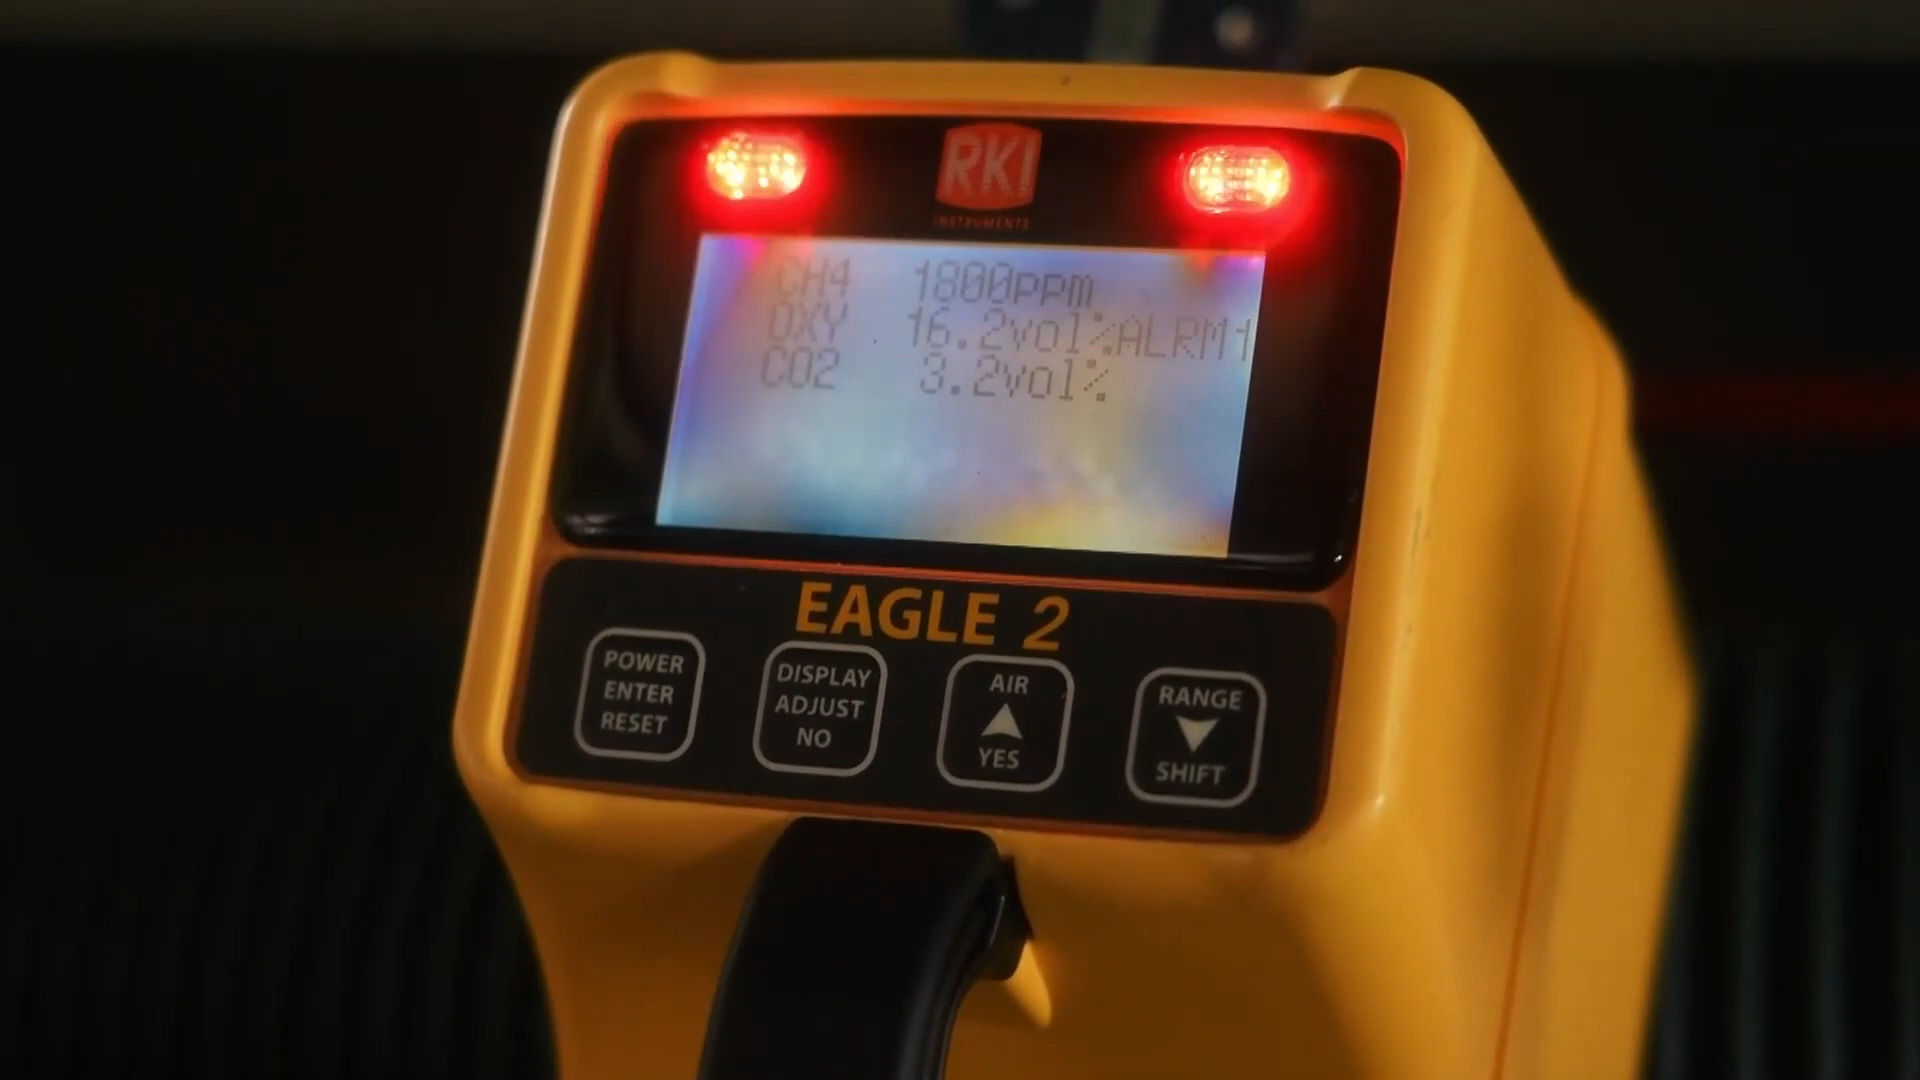 RKI
INSTRUMENTS
CH4 1800ppm
OXY 16.2vol% ALRM1
CO2 3.2vol%
EAGLE 2
POWER
ENTER
RESET
DISPLAY
ADJUST
NO
AIR
YES
RANGE
SHIFT